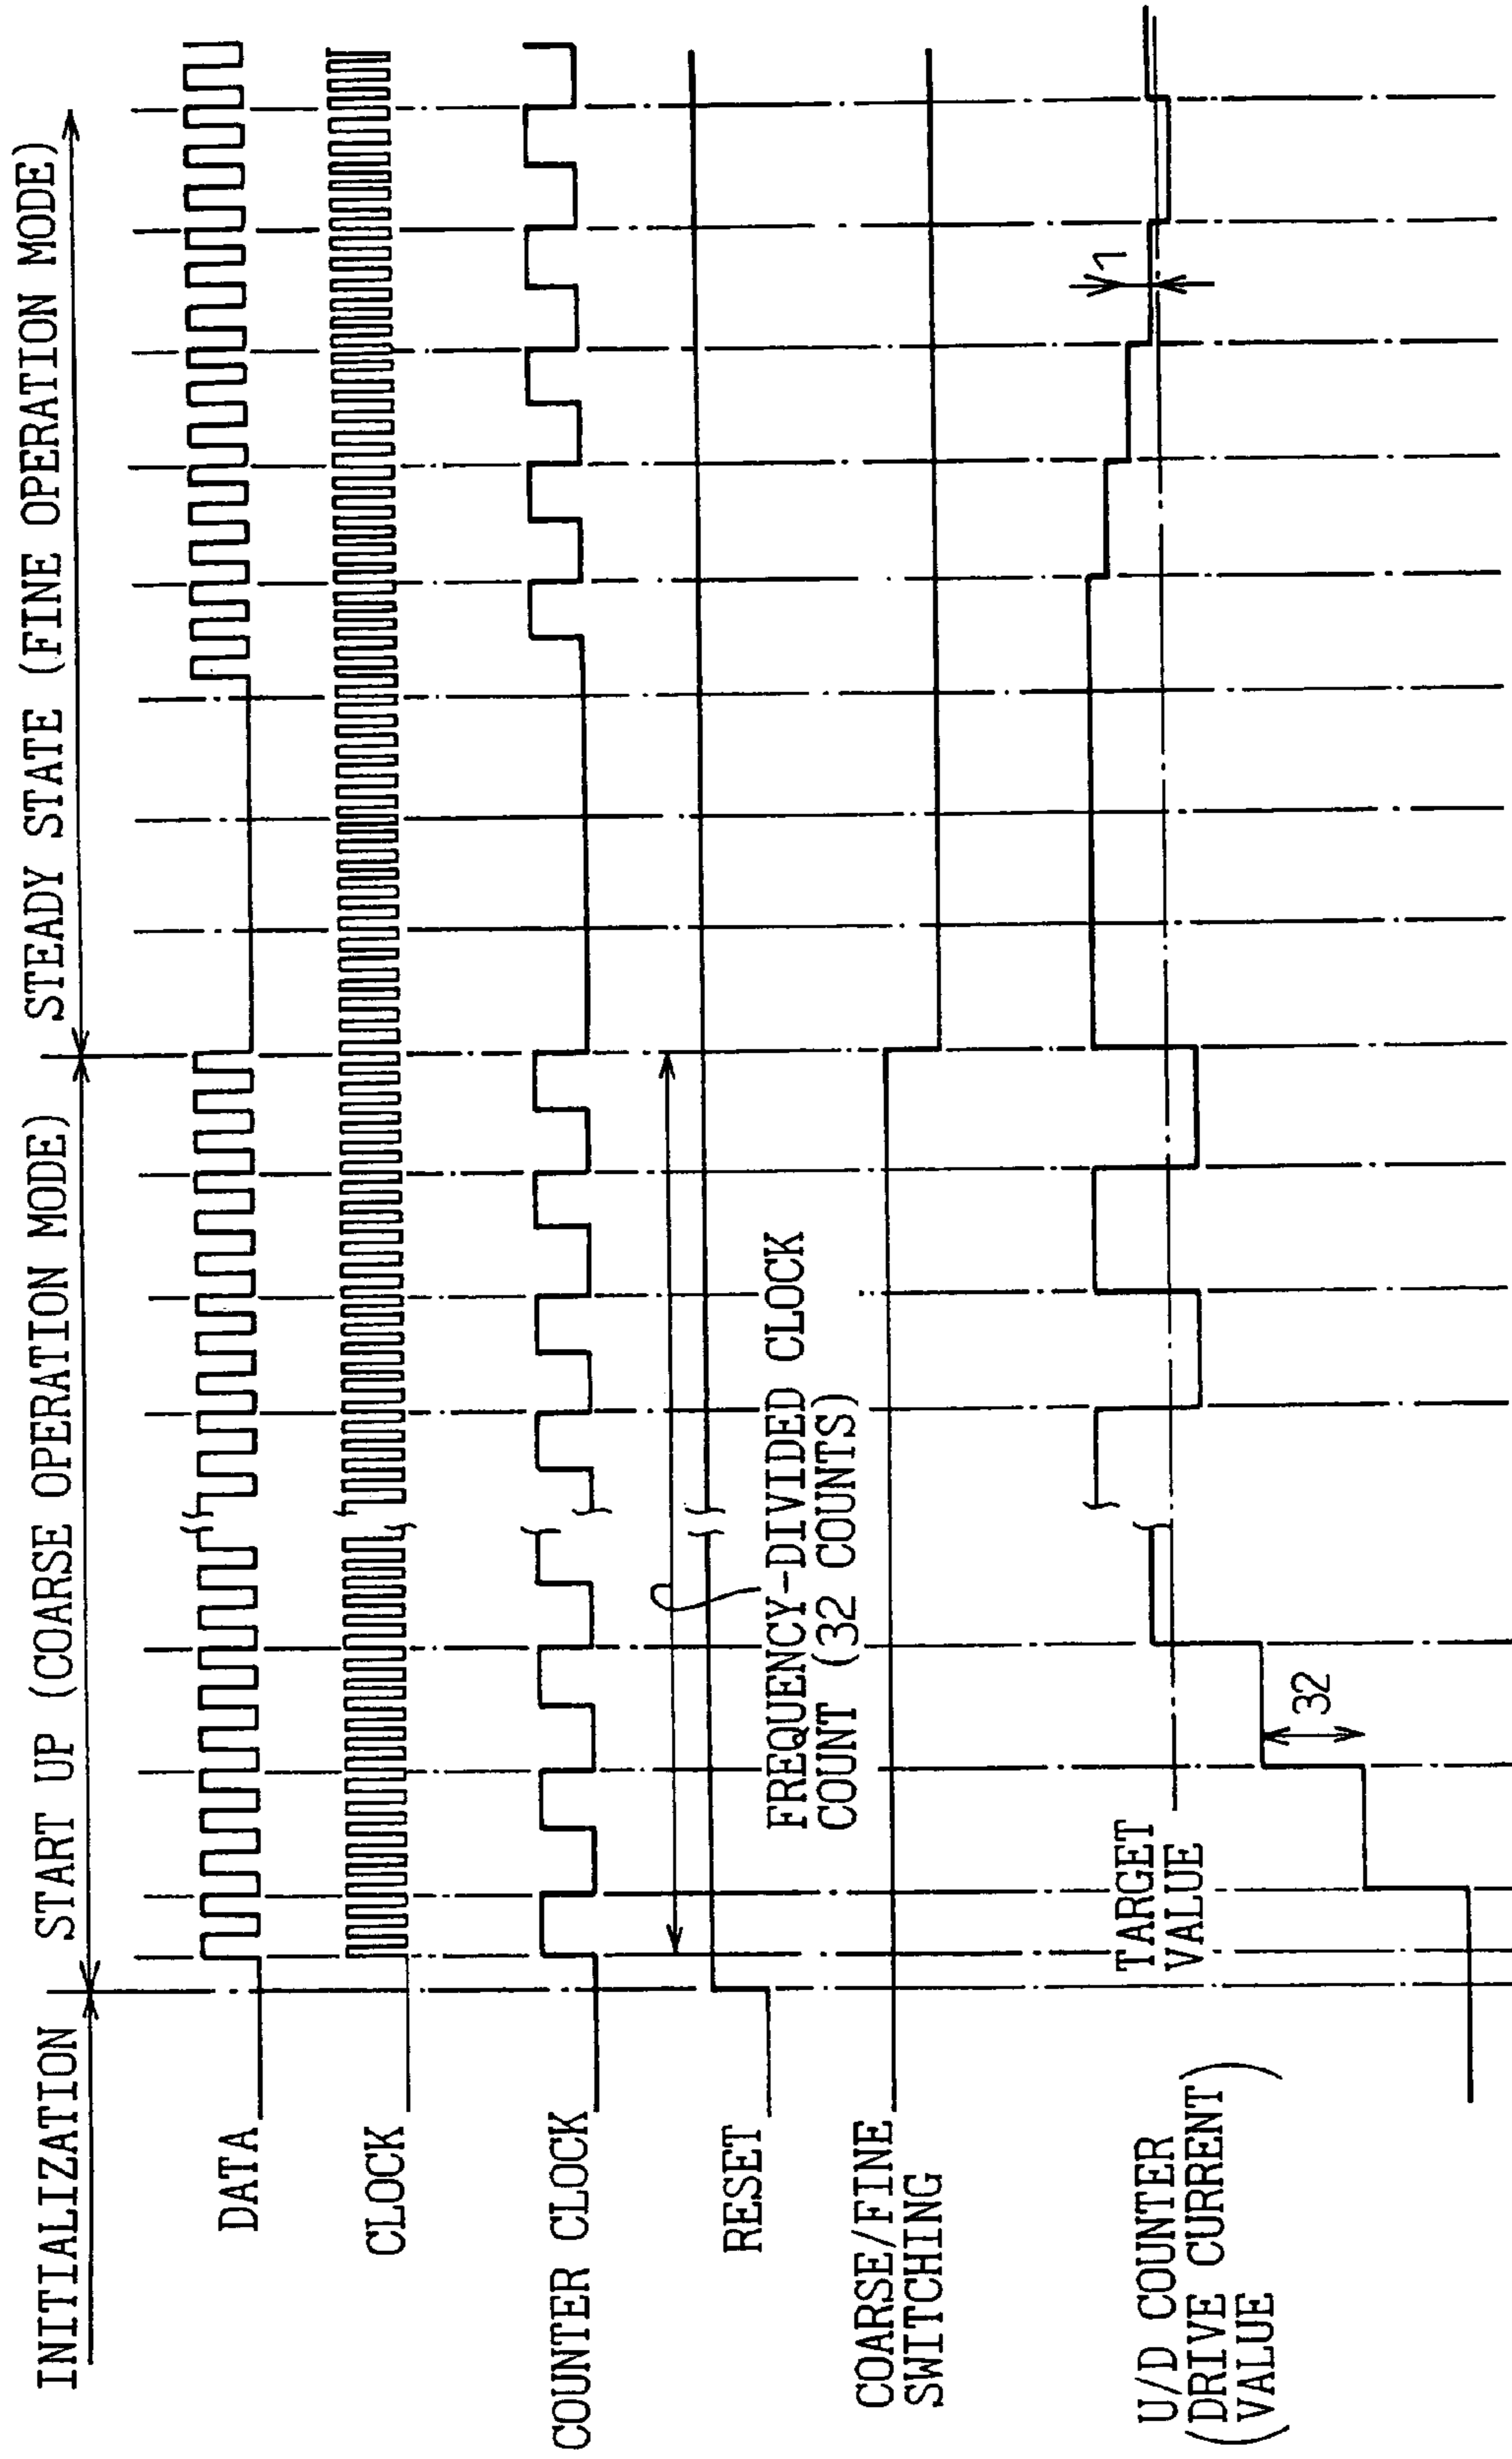 INITIALIZATION
START UP (COARSE OPERATION MODE)
STEADY STATE (FINE OPERATION MODE)
DATA
CLOCK
COUNTER CLOCK
RESET
FREQUENCY-DIVIDED CLOCK
COUNT (32 COUNTS)
COARSE/FINE
SWITCHING
TARGET
VALUE
32
1
U/D COUNTER
(DRIVE CURRENT)
VALUE